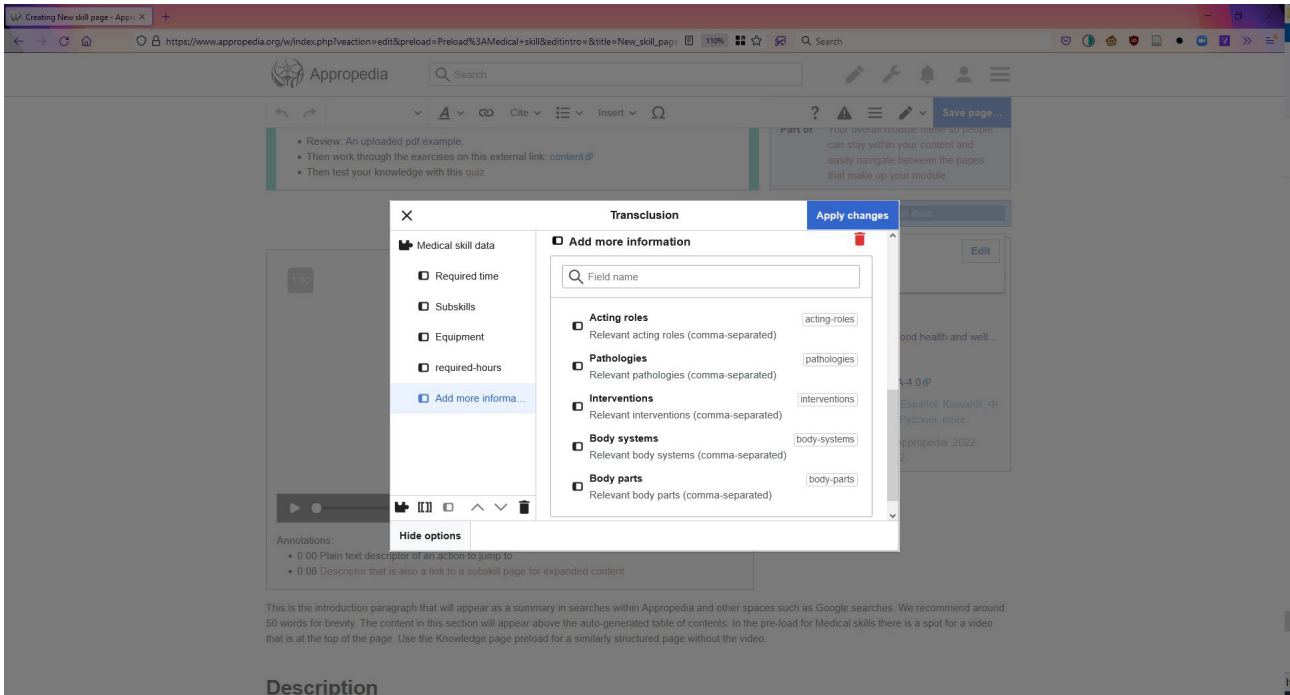 Creating New skill page - Appro
https://www.appropedia.org/w/index.php?veaction=edit&preload=Preload%3AMedical+skill&editintro=&title=New_skill_page
110%
Search
Appropedia
Search
Cite
Insert
Save page...
Review: An uploaded pdf example.
Then work through the exercises on this external link: content
Then test your knowledge with this quiz
Part of
Your overall module name so people
can stay within your content and
easily navigate between the pages
that make up your module
Transclusion
Apply changes
Medical skill data
Required time
Subskills
Equipment
required-hours
Add more informa...
Add more information
Field name
Acting roles
acting-roles
Relevant acting roles (comma-separated)
Pathologies
pathologies
Relevant pathologies (comma-separated)
Interventions
interventions
Relevant interventions (comma-separated)
Body systems
body-systems
Relevant body systems (comma-separated)
Body parts
body-parts
Relevant body parts (comma-separated)
Hide options
Edit
ood health and well...
A-4.0
Español, Kiswahili, 中
Русский, more
Appropedia. 2022
Annotations:
0:00 Plain text descriptor of an action to jump to
0:08 Descriptor that is also a link to a subskill page for expanded content
This is the introduction paragraph that will appear as a summary in searches within Appropedia and other spaces such as Google searches. We recommend around
50 words for brevity. The content in this section will appear above the auto-generated table of contents. In the pre-load for Medical skills there is a spot for a video
that is at the top of the page. Use the Knowledge page preload for a similarly structured page without the video.
Description